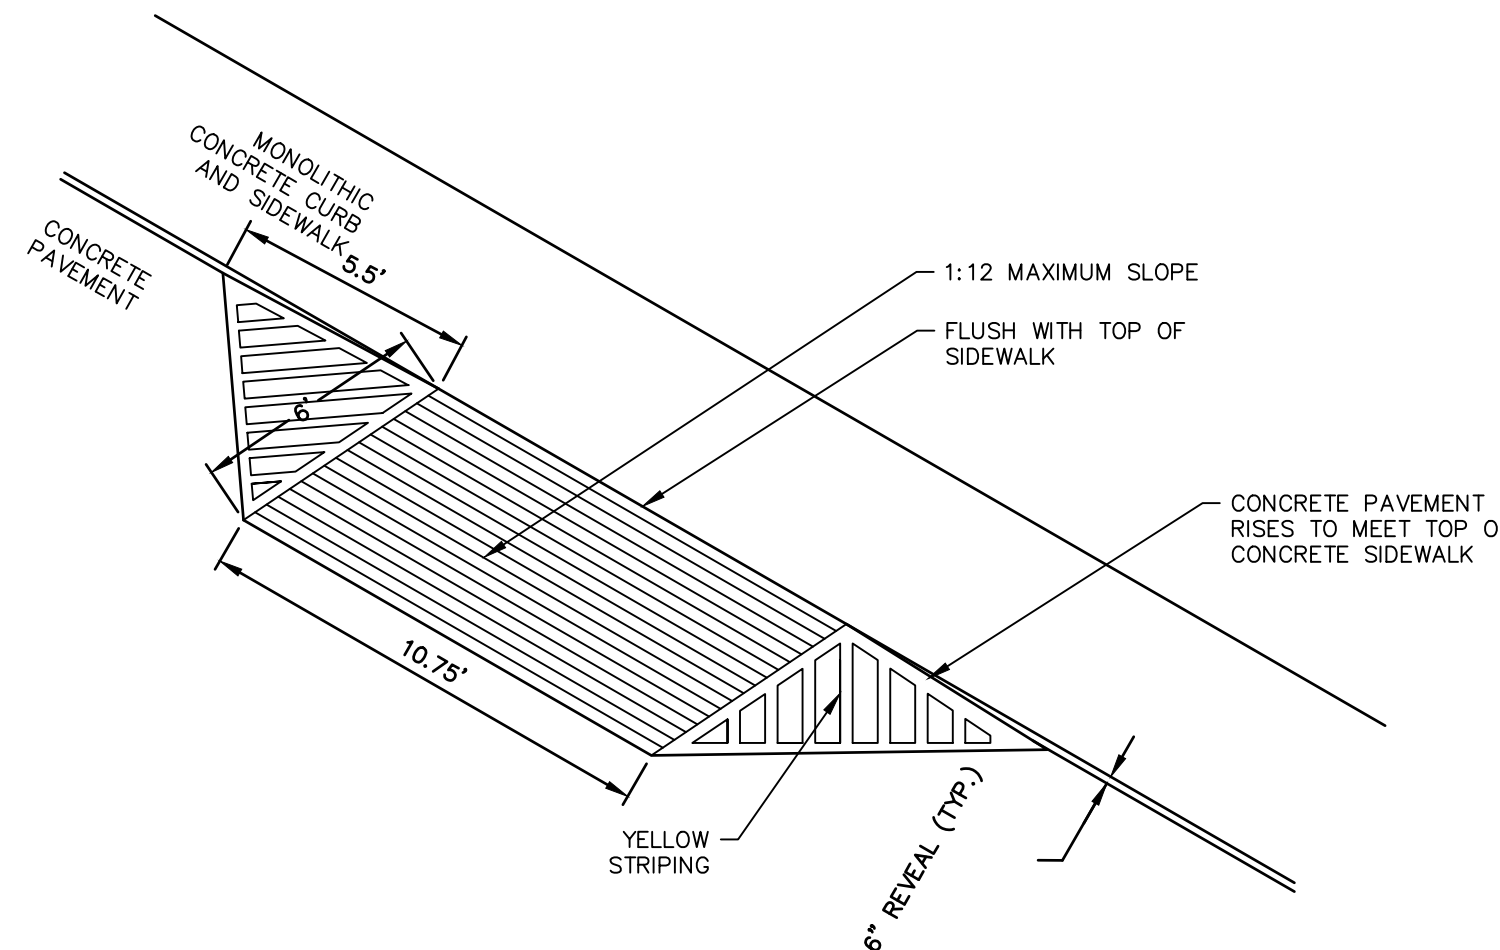 MONOLITHIC
CONCRETE CURB
AND SIDEWALK
CONCRETE
PAVEMENT
5.5'
6'
10.75'
1:12 MAXIMUM SLOPE
FLUSH WITH TOP OF
SIDEWALK
CONCRETE PAVEMENT
RISES TO MEET TOP O
CONCRETE SIDEWALK
YELLOW
STRIPING
6" REVEAL (TYP.)